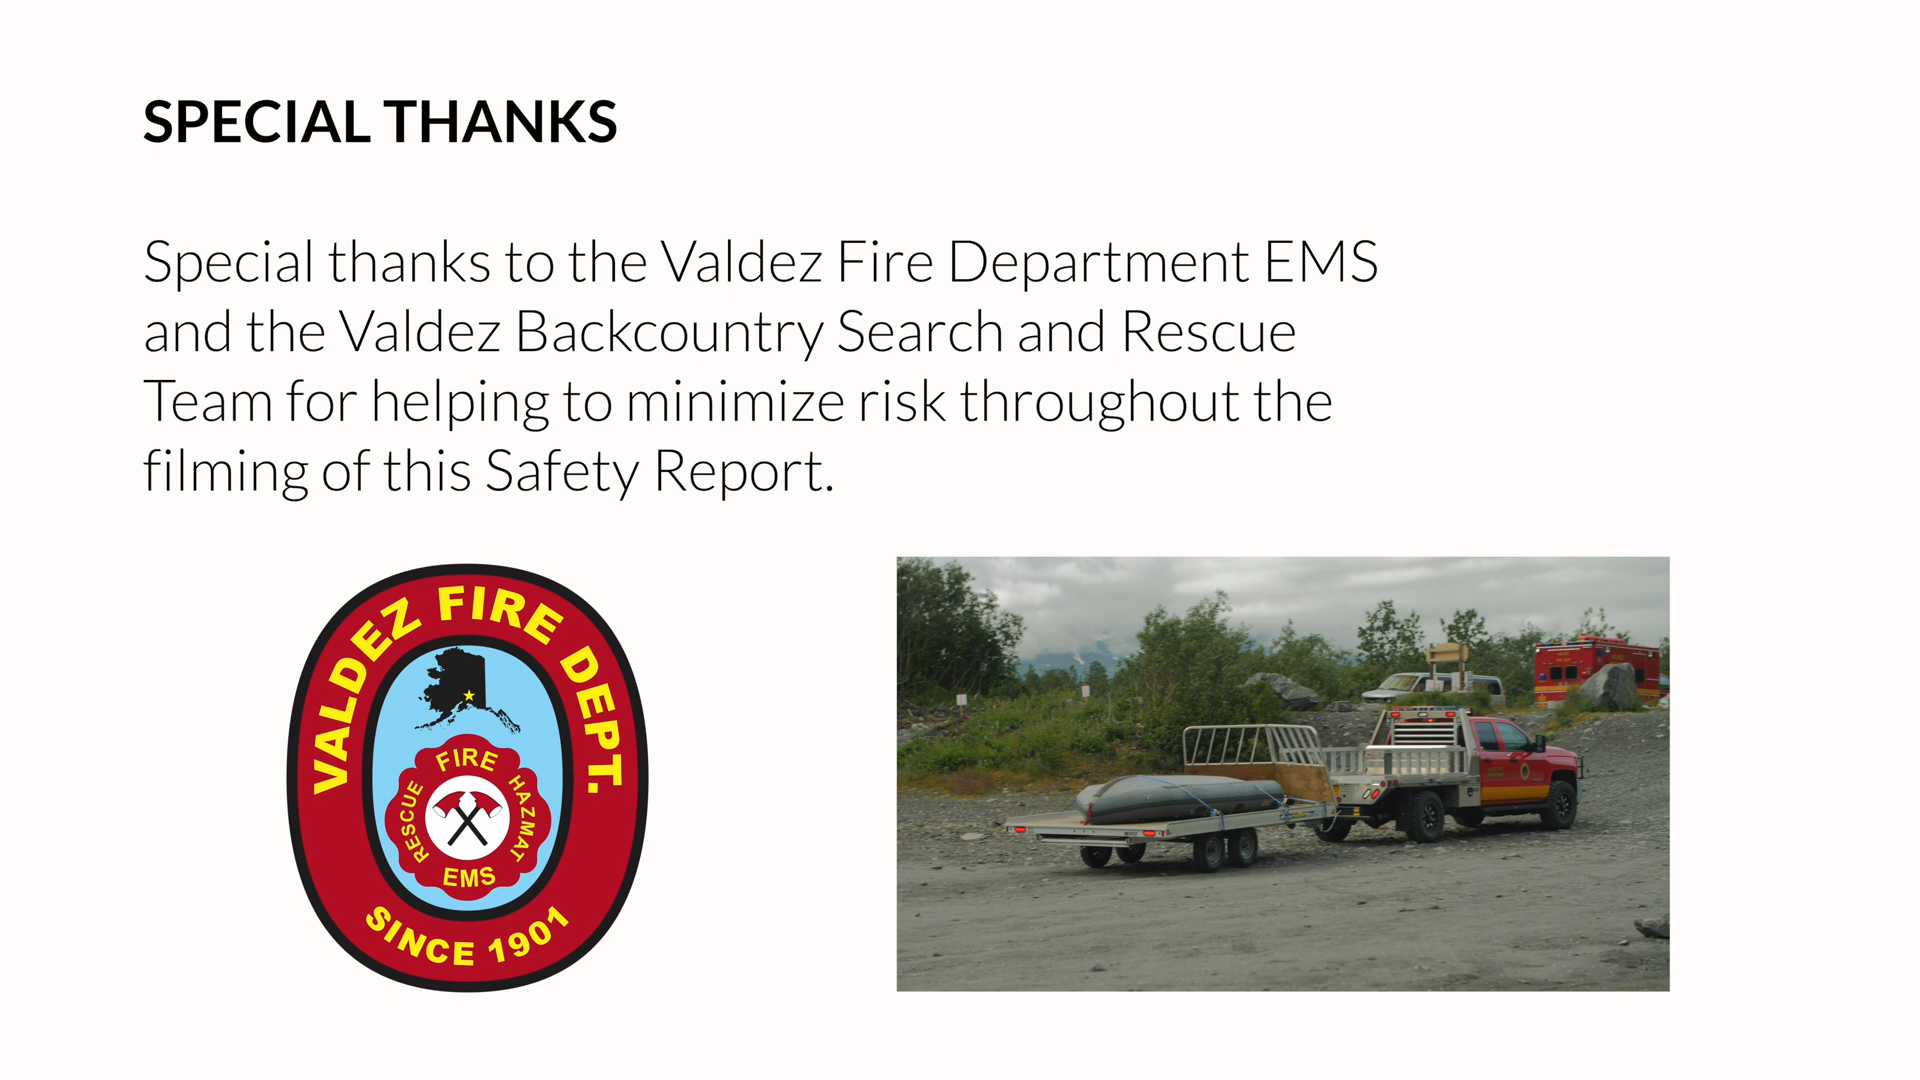 SPECIAL THANKS
Special thanks to the Valdez Fire Department EMS
and the Valdez Backcountry Search and Rescue
Team for helping to minimize risk throughout the
filming of this Safety Report.
VALDEZ FIRE DEPT.
FIRE
RESCUE
HAZMAT
EMS
SINCE 1901